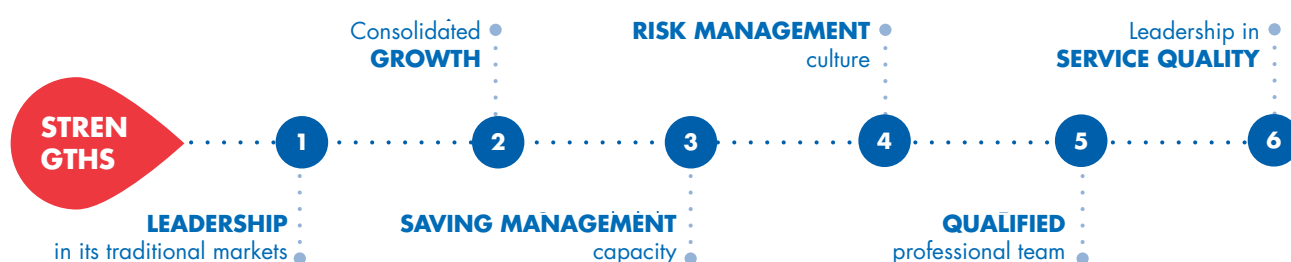 STREN
GTHS
1
LEADERSHIP
in its traditional markets
2
Consolidated
GROWTH
3
SAVING MANAGEMENT
capacity
4
RISK MANAGEMENT
culture
5
QUALIFIED
professional team
6
Leadership in
SERVICE QUALITY